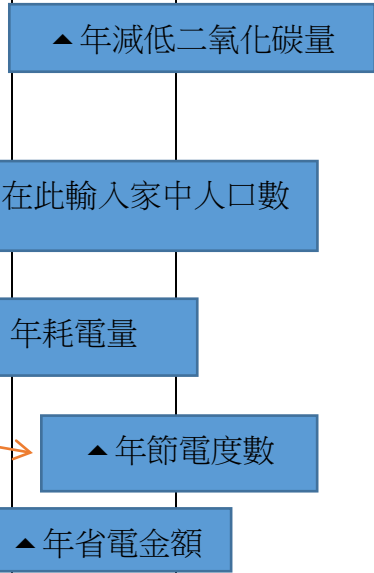 ▲年減低二氧化碳量
在此輸入家中人口數
年耗電量
▲年節電度數
▲年省電金額